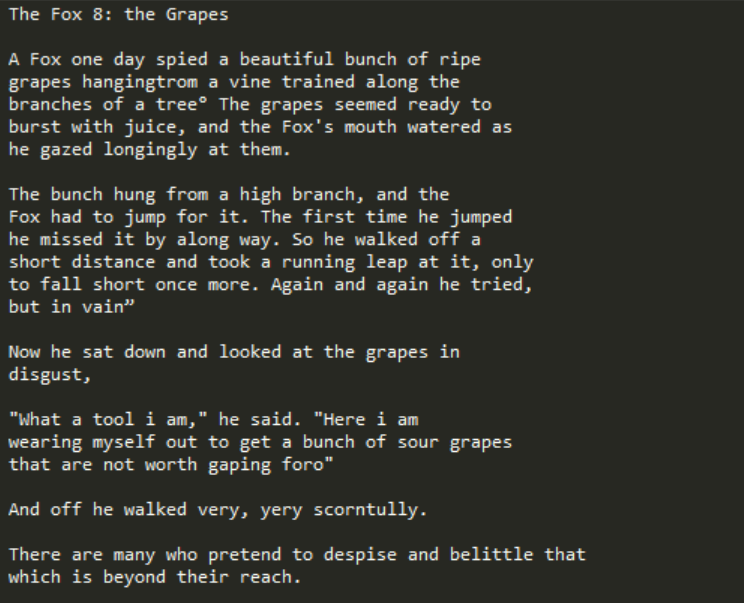 The Fox 8: the Grapes

A Fox one day spied a beautiful bunch of ripe
grapes hangingtrom a vine trained along the
branches of a tree° The grapes seemed ready to
burst with juice, and the Fox's mouth watered as
he gazed longingly at them.

The bunch hung from a high branch, and the
Fox had to jump for it. The first time he jumped
he missed it by along way. So he walked off a
short distance and took a running leap at it, only
to fall short once more. Again and again he tried,
but in vain”

Now he sat down and looked at the grapes in
disgust,

"What a tool i am," he said. "Here i am
wearing myself out to get a bunch of sour grapes
that are not worth gaping foro"

And off he walked very, yery scorntully.

There are many who pretend to despise and belittle that
which is beyond their reach.